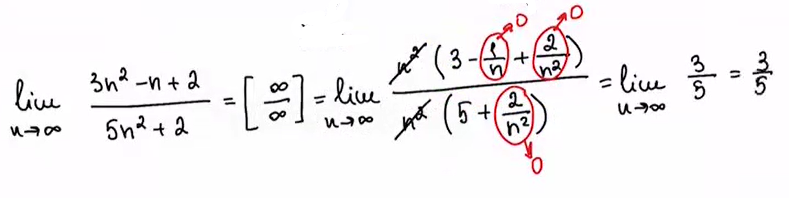 lim n→∞ (3n² - n + 2)/(5n² + 2) = [∞/∞] = lim n→∞ (n² (3 - 1/n + 2/n²))/(n² (5 + 2/n²)) = lim n→∞ 3/5 = 3/5
0 0
0